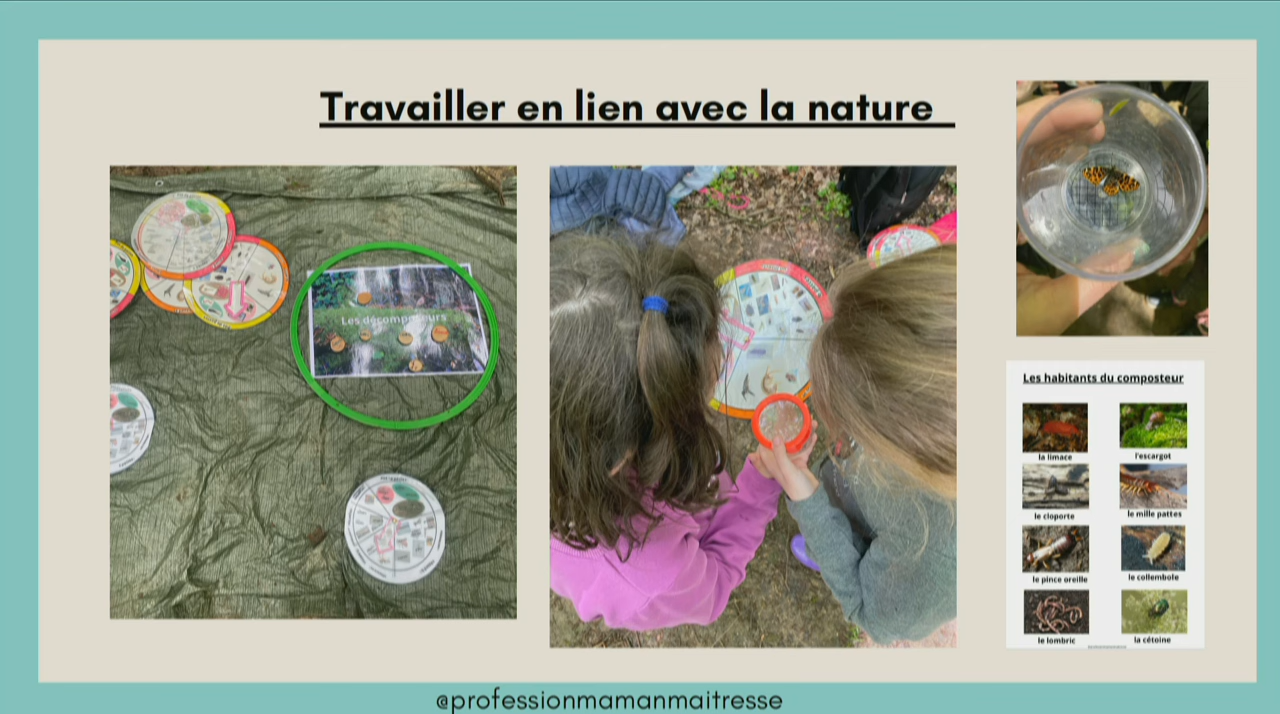 Travailler en lien avec la nature
Les décomposeurs
Les habitants du composteur
la limace
l'escargot
le cloporte
le mille pattes
le pince oreille
le collembole
le lombric
la cétoine
@professionmamanmaitresse